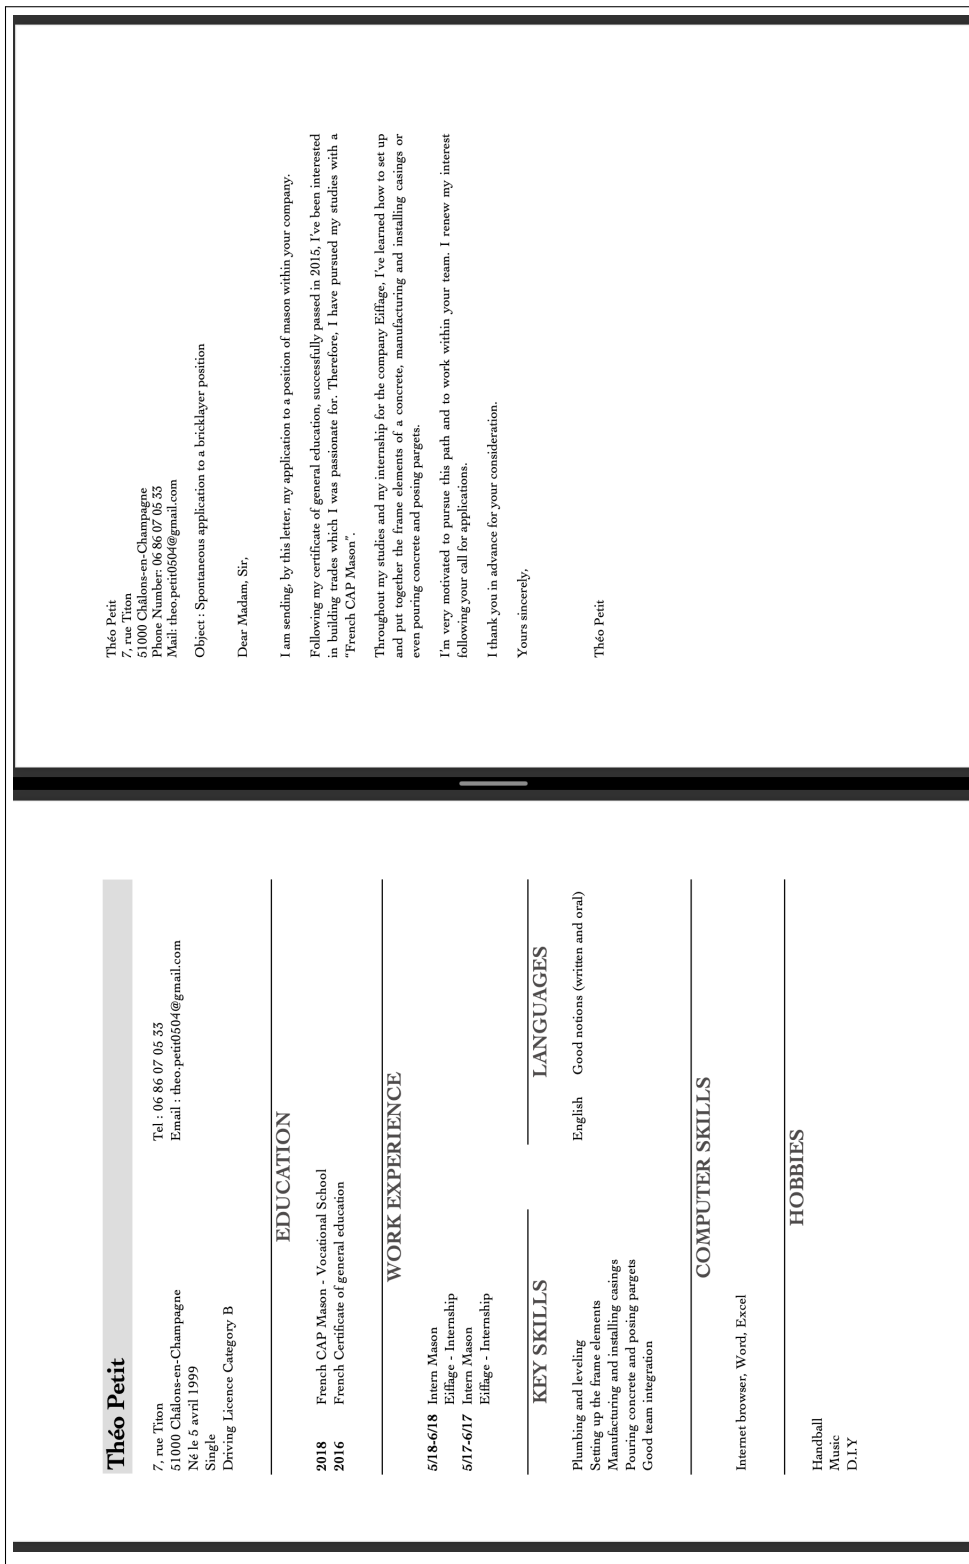 Théo Petit
7, rue Titon
51000 Châlons-en-Champagne
Né le 5 avril 1999
Single
Driving Licence Category B
Tel : 06 86 07 05 33
Email : theo.petit0504@gmail.com
EDUCATION
2018 French CAP Mason - Vocational School
2016 French Certificate of general education
WORK EXPERIENCE
5/18-6/18 Intern Mason
Eiffage - Internship
5/17-6/17 Intern Mason
Eiffage - Internship
KEY SKILLS
Plumbing and leveling
Setting up the frame elements
Manufacturing and installing casings
Pouring concrete and posing pargets
Good team integration
LANGUAGES
English Good notions (written and oral)
COMPUTER SKILLS
Internet browser, Word, Excel
HOBBIES
Handball
Music
D.I.Y
Théo Petit
7, rue Titon
51000 Châlons-en-Champagne
Phone Number: 06 86 07 05 33
Mail: theo.petit0504@gmail.com
Object : Spontaneous application to a bricklayer position
Dear Madam, Sir,
I am sending, by this letter, my application to a position of mason within your company.
Following my certificate of general education, successfully passed in 2015, I've been interested
in building trades which I was passionate for. Therefore, I have pursued my studies with a
“French CAP Mason”.
Throughout my studies and my internship for the company Eiffage, I've learned how to set up
and put together the frame elements of a concrete, manufacturing and installing casings or
even pouring concrete and posing pargets.
I'm very motivated to pursue this path and to work within your team. I renew my interest
following your call for applications.
I thank you in advance for your consideration.
Yours sincerely,
Théo Petit